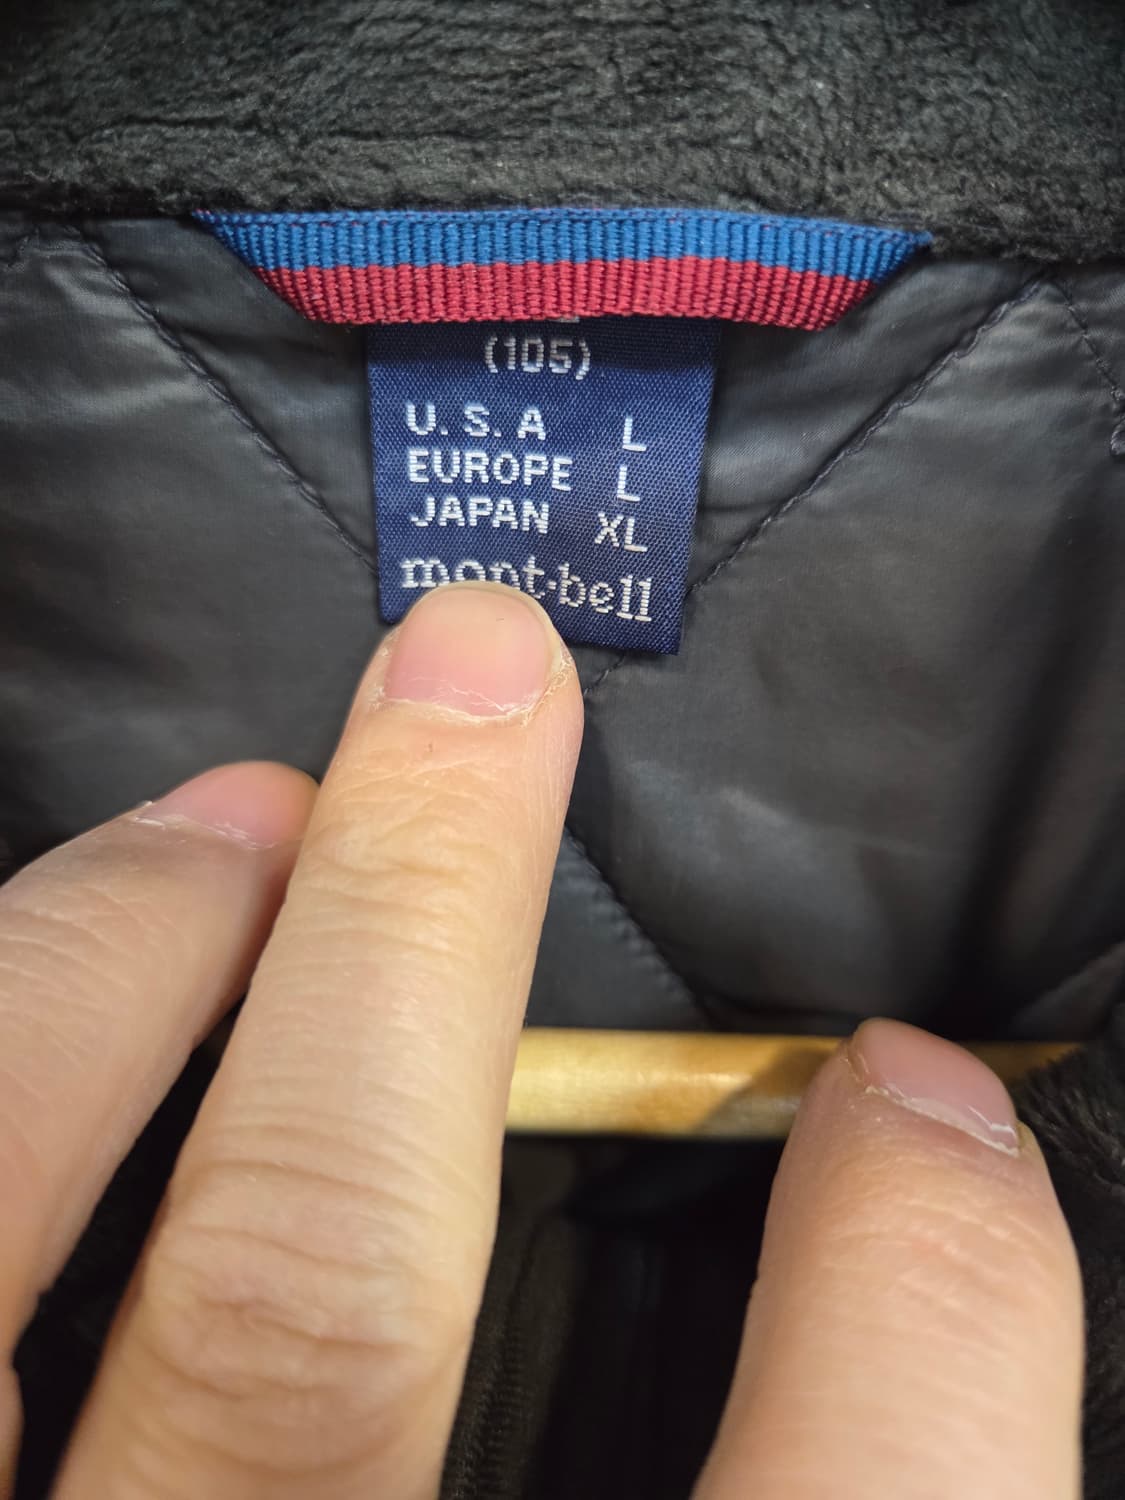 (105)
U.S.A L
EUROPE L
JAPAN XL
mont-bell